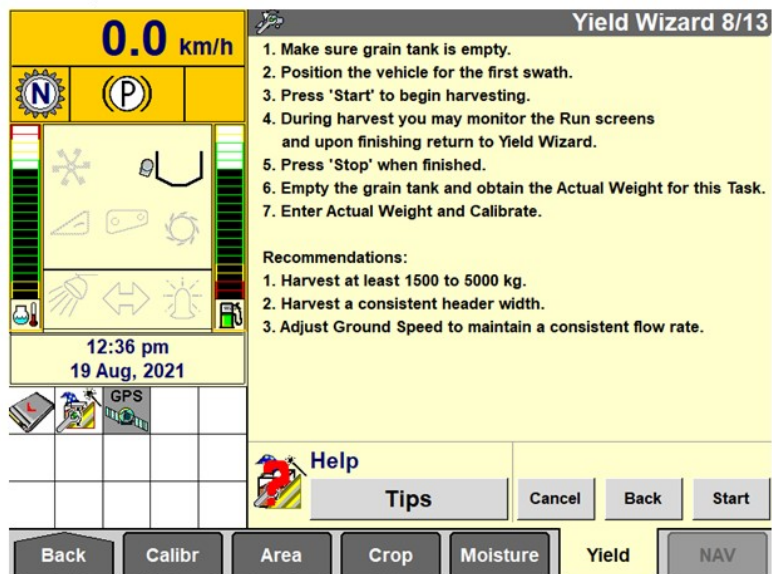 0.0 km/h
N
P
12:36 pm
19 Aug, 2021
L
GPS
Yield Wizard 8/13
1. Make sure grain tank is empty.
2. Position the vehicle for the first swath.
3. Press 'Start' to begin harvesting.
4. During harvest you may monitor the Run screens
and upon finishing return to Yield Wizard.
5. Press 'Stop' when finished.
6. Empty the grain tank and obtain the Actual Weight for this Task.
7. Enter Actual Weight and Calibrate.
Recommendations:
1. Harvest at least 1500 to 5000 kg.
2. Harvest a consistent header width.
3. Adjust Ground Speed to maintain a consistent flow rate.
?
Help
Tips
Cancel
Back
Start
Back
Calibr
Area
Crop
Moisture
Yield
NAV